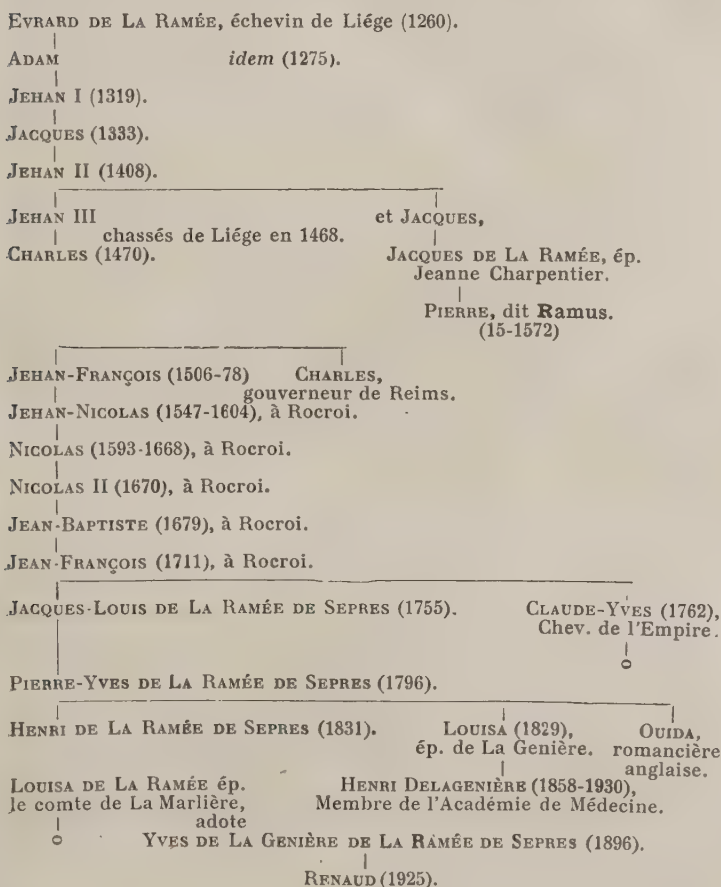 EVRARD DE LA RAMÉE, échevin de Liége (1260).
ADAM idem (1275).
JEHAN I (1319).
JACQUES (1333).
JEHAN II (1408).
JEHAN III et JACQUES,
chassés de Liége en 1468.
CHARLES (1470). JACQUES DE LA RAMÉE, ép.
Jeanne Charpentier.
PIERRE, dit Ramus.
(15-1572)
JEHAN-FRANÇOIS (1506-78) CHARLES,
gouverneur de Reims.
JEHAN-NICOLAS (1547-1604), à Rocroi.
NICOLAS (1593-1668), à Rocroi.
NICOLAS II (1670), à Rocroi.
JEAN-BAPTISTE (1679), à Rocroi.
JEAN-FRANÇOIS (1711), à Rocroi.
JACQUES-LOUIS DE LA RAMÉE DE SEPRES (1755). CLAUDE-YVES (1762),
Chev. de l'Empire.
PIERRE-YVES DE LA RAMÉE DE SEPRES (1796).
HENRI DE LA RAMÉE DE SEPRES (1831). LOUISA (1829), OUIDA,
ép. de La Genière. romancière
anglaise.
LOUISA DE LA RAMÉE ép. HENRI DELAGENIÈRE (1858-1930),
le comte de La Marlière, Membre de l'Académie de Médecine.
adote
YVES DE LA GENIÈRE DE LA RAMÉE DE SEPRES (1896).
RENAUD (1925).